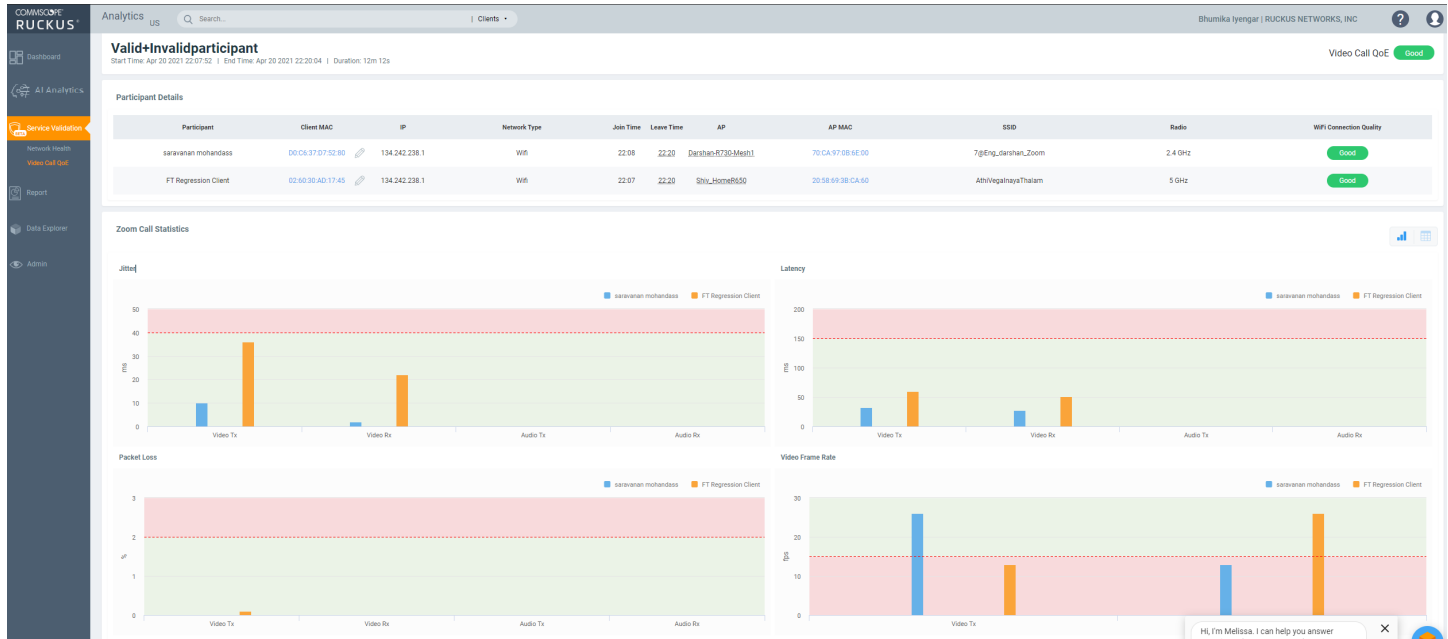 COMMSCOPE
RUCKUS
Analytics US
Search...
Clients
Bhumika Iyengar | RUCKUS NETWORKS, INC
?
Dashboard
AI Analytics
Service Validation
BETA
Network Health
Video Call QoE
Report
Data Explorer
Admin
Valid+Invalidparticipant
Start Time: Apr 20 2021 22:07:52 | End Time: Apr 20 2021 22:20:04 | Duration: 12m 12s
Video Call QoE Good
Participant Details
Participant Client MAC IP Network Type Join Time Leave Time AP AP MAC SSID Radio WiFi Connection Quality
saravanan mohandass D0:C6:37:D7:52:80 134.242.238.1 Wifi 22:08 22:20 Darshan-R730-Mesh1 70:CA:97:0B:6E:00 7@Eng_darshan_Zoom 2.4 GHz Good
FT Regression Client 02:60:30:AD:17:45 134.242.238.1 Wifi 22:07 22:20 Shiv_HomeR650 20:58:69:3B:CA:60 AthiVegaInayaThalam 5 GHz Good
Zoom Call Statistics
Jitter
saravanan mohandass FT Regression Client
50
40
30
20
10
0
ms
Video Tx Video Rx Audio Tx Audio Rx
Latency
saravanan mohandass FT Regression Client
200
150
100
50
0
ms
Video Tx Video Rx Audio Tx Audio Rx
Packet Loss
saravanan mohandass FT Regression Client
3
2
1
0
%
Video Tx Video Rx Audio Tx Audio Rx
Video Frame Rate
saravanan mohandass FT Regression Client
30
20
10
0
fps
Video Tx
Hi, I'm Melissa. I can help you answer